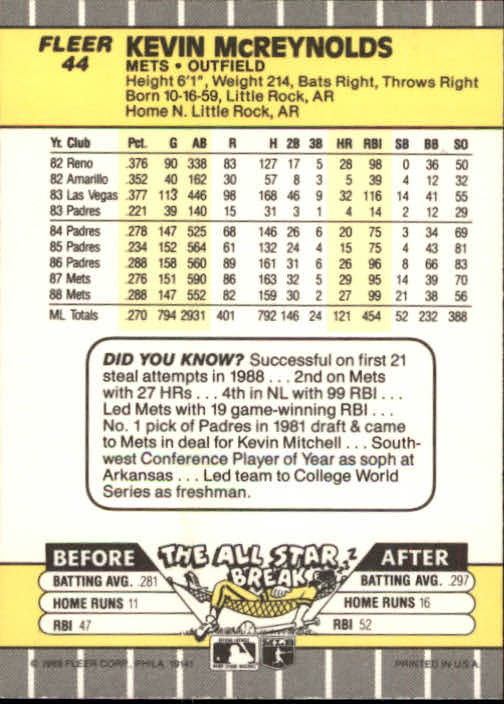 FLEER
44
KEVIN McREYNOLDS
METS • OUTFIELD
Height 6'1", Weight 214, Bats Right, Throws Right
Born 10-16-59, Little Rock, AR
Home N. Little Rock, AR
Yr. Club Pct. G AB R H 2B 3B HR RBI SB BB SO
82 Reno .376 90 338 83 127 17 5 28 98 0 36 50
82 Amarillo .352 40 162 30 57 8 3 5 39 4 12 32
83 Las Vegas .377 113 446 98 168 46 9 32 116 14 41 55
83 Padres .221 39 140 15 31 3 1 4 14 2 12 29
84 Padres .278 147 525 68 146 26 6 20 75 3 34 69
85 Padres .234 152 564 61 132 24 4 15 75 4 43 81
86 Padres .288 158 560 89 161 31 6 26 96 8 66 83
87 Mets .276 151 590 86 163 32 5 29 95 14 39 70
88 Mets .288 147 552 82 159 30 2 27 99 21 38 56
ML Totals .270 794 2931 401 792 146 24 121 454 52 232 388
DID YOU KNOW? Successful on first 21
steal attempts in 1988 . . . 2nd on Mets
with 27 HRs . . . 4th in NL with 99 RBI . . .
Led Mets with 19 game-winning RBI . . .
No. 1 pick of Padres in 1981 draft & came
to Mets in deal for Kevin Mitchell . . . South-
west Conference Player of Year as soph at
Arkansas . . . Led team to College World
Series as freshman.
BEFORE THE ALL STAR BREAK AFTER
BATTING AVG. .281 BATTING AVG. .297
HOME RUNS 11 HOME RUNS 16
RBI 47 RBI 52
© 1989 FLEER CORP., PHILA. 19141 PRINTED IN U.S.A.